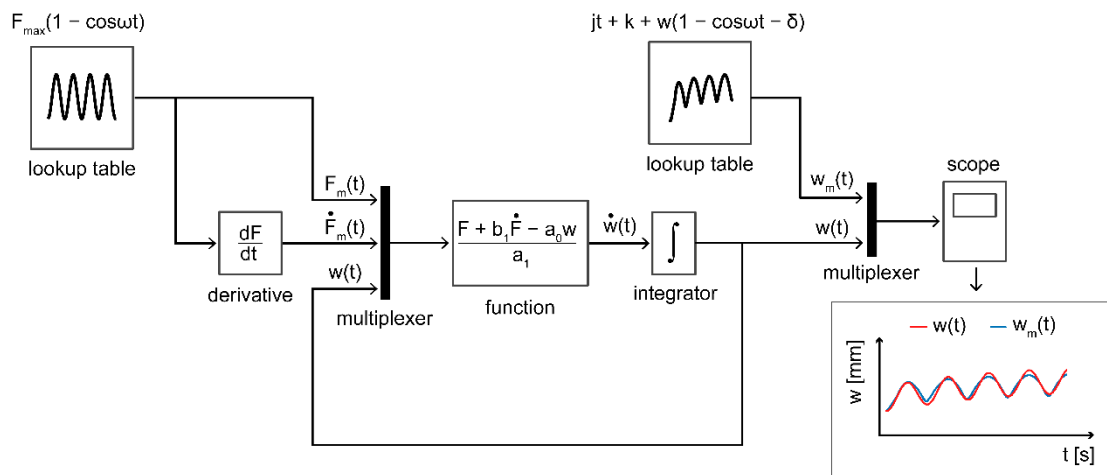 F_max(1 − cosωt)
lookup table
jt + k + w(1 − cosωt − δ)
lookup table
scope
F_m(t)
Ḟ_m(t)
w(t)
dF
dt
derivative
multiplexer
F + b_1Ḟ − a_0w
a_1
function
ẇ(t)
∫
integrator
w_m(t)
w(t)
multiplexer
w(t)
w_m(t)
w [mm]
t [s]